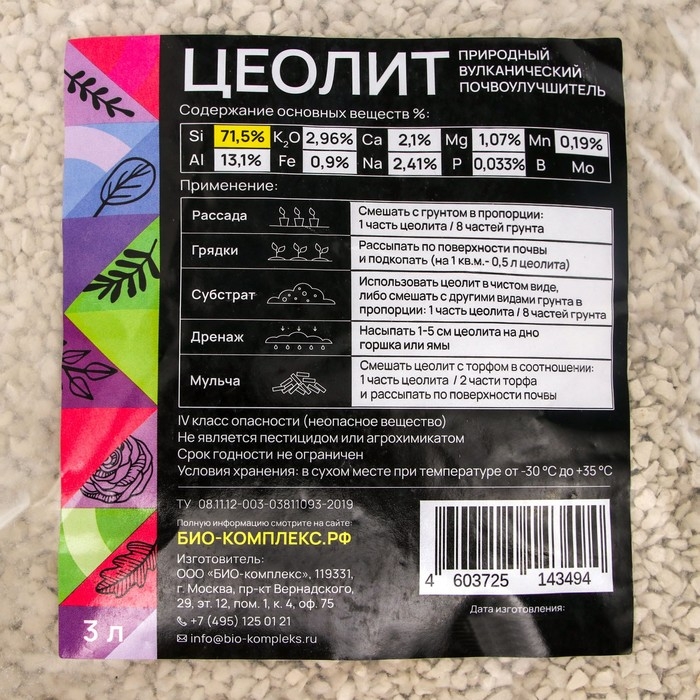 ЦЕОЛИТ
ПРИРОДНЫЙ
ВУЛКАНИЧЕСКИЙ
ПОЧВОУЛУЧШИТЕЛЬ
Содержание основных веществ %:
Si 71,5% K₂O 2,96% Ca 2,1% Mg 1,07% Mn 0,19%
Al 13,1% Fe 0,9% Na 2,41% P 0,033% B Mo
Применение:
Рассада
Смешать с грунтом в пропорции:
1 часть цеолита / 8 частей грунта
Грядки
Рассыпать по поверхности почвы
и подкопать (на 1 кв.м.- 0,5 л цеолита)
Субстрат
Использовать цеолит в чистом виде,
либо смешать с другими видами грунта в
пропорции: 1 часть цеолита / 8 частей грунта
Дренаж
Насыпать 1-5 см цеолита на дно
горшка или ямы
Мульча
Смешать цеолит с торфом в соотношении:
1 часть цеолита / 2 части торфа
и рассыпать по поверхности почвы
IV класс опасности (неопасное вещество)
Не является пестицидом или агрохимикатом
Срок годности не ограничен
Условия хранения: в сухом месте при температуре от -30 °C до +35 °C
ТУ 08.11.12-003-03811093-2019
Полную информацию смотрите на сайте:
БИО-КОМПЛЕКС.РФ
Изготовитель:
ООО «БИО-комплекс», 119331,
г. Москва, пр-кт Вернадского,
29, эт. 12, пом. 1, к. 4, оф. 75
+7 (495) 125 01 21
info@bio-kompleks.ru
4 603725 143494
Дата изготовления:
3 л